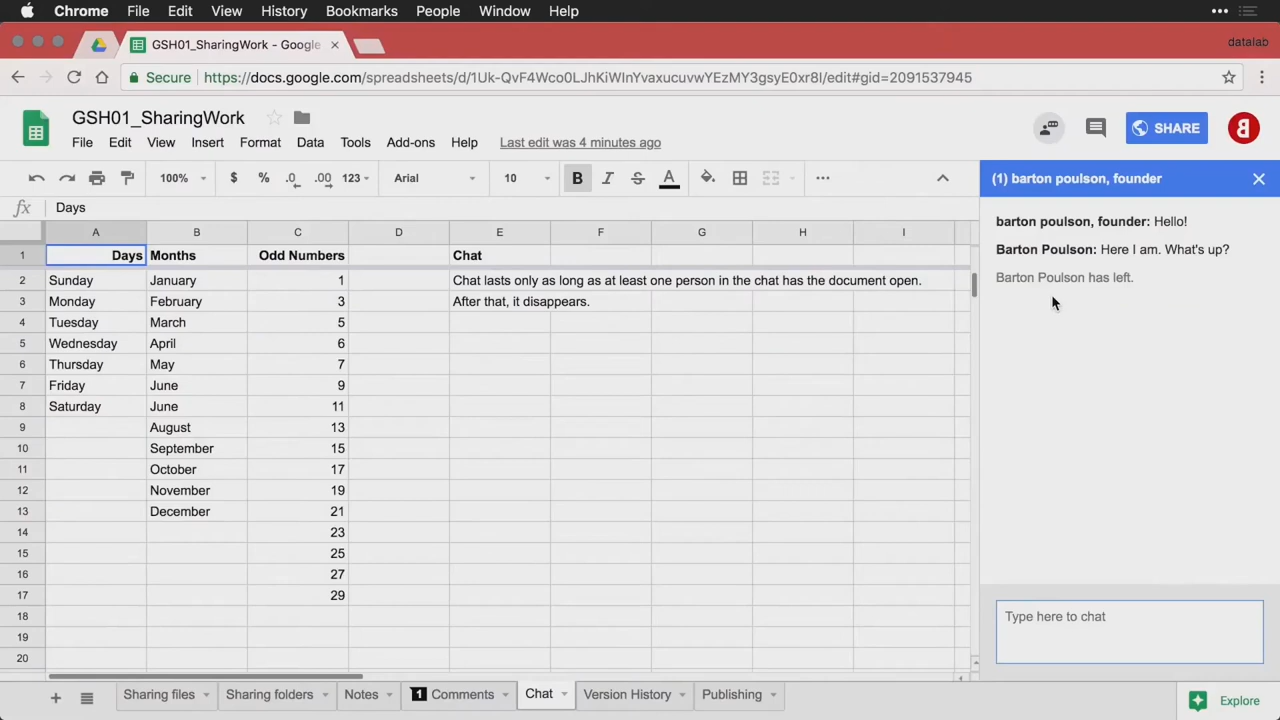 Chrome File Edit View History Bookmarks People Window Help
GSH01_SharingWork - Google
datalab
Secure https://docs.google.com/spreadsheets/d/1Uk-QvF4Wco0LJhKiWInYvaxucuvwYEzMY3gsyE0xr8I/edit#gid=2091537945
GSH01_SharingWork
SHARE
File Edit View Insert Format Data Tools Add-ons Help Last edit was 4 minutes ago
100% $ % .0 .00 123 Arial 10 B I S A
(1) barton poulson, founder
fx Days
A B C D E F G H I
1 Days Months Odd Numbers Chat
2 Sunday January 1 Chat lasts only as long as at least one person in the chat has the document open.
3 Monday February 3 After that, it disappears.
4 Tuesday March 5
5 Wednesday April 6
6 Thursday May 7
7 Friday June 9
8 Saturday June 11
9 August 13
10 September 15
11 October 17
12 November 19
13 December 21
14 23
15 25
16 27
17 29
18
19
20
barton poulson, founder: Hello!
Barton Poulson: Here I am. What's up?
Barton Poulson has left.
Type here to chat
Sharing files Sharing folders Notes 1 Comments Chat Version History Publishing
Explore